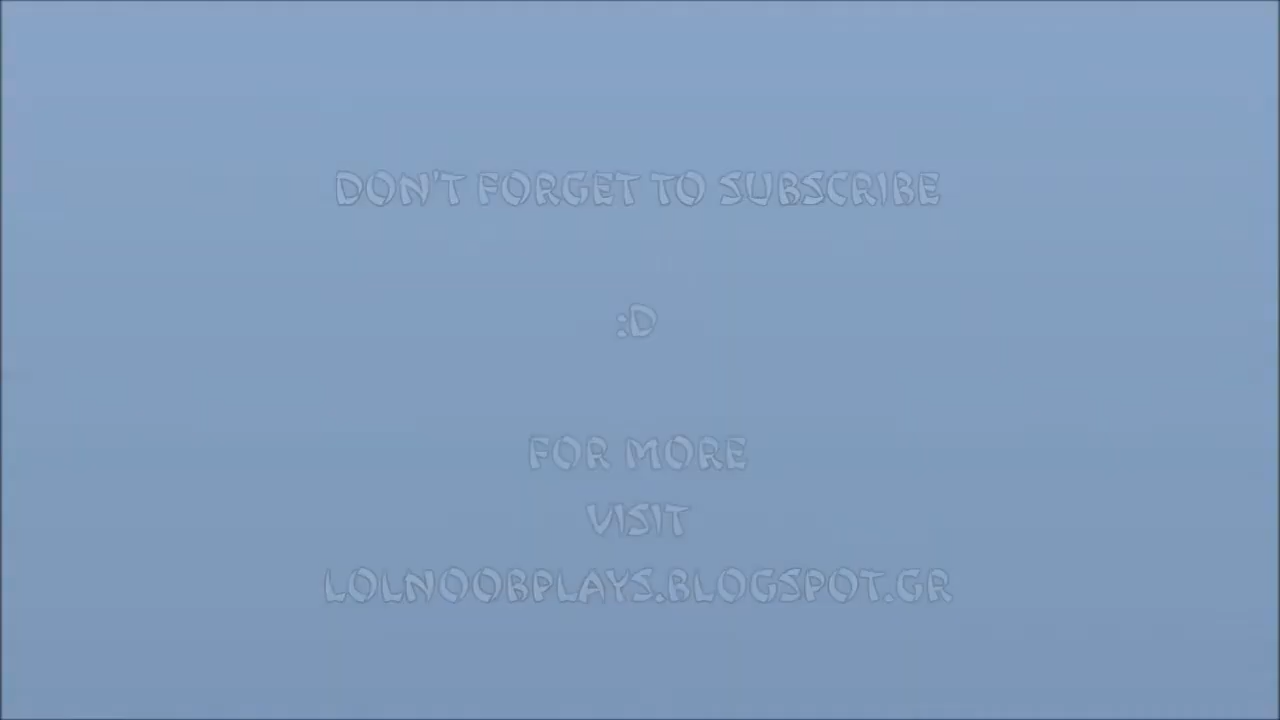 DON'T FORGET TO SUBSCRIBE
:D
FOR MORE
VISIT
LOLNOOBPLAYS.BLOGSPOT.GR